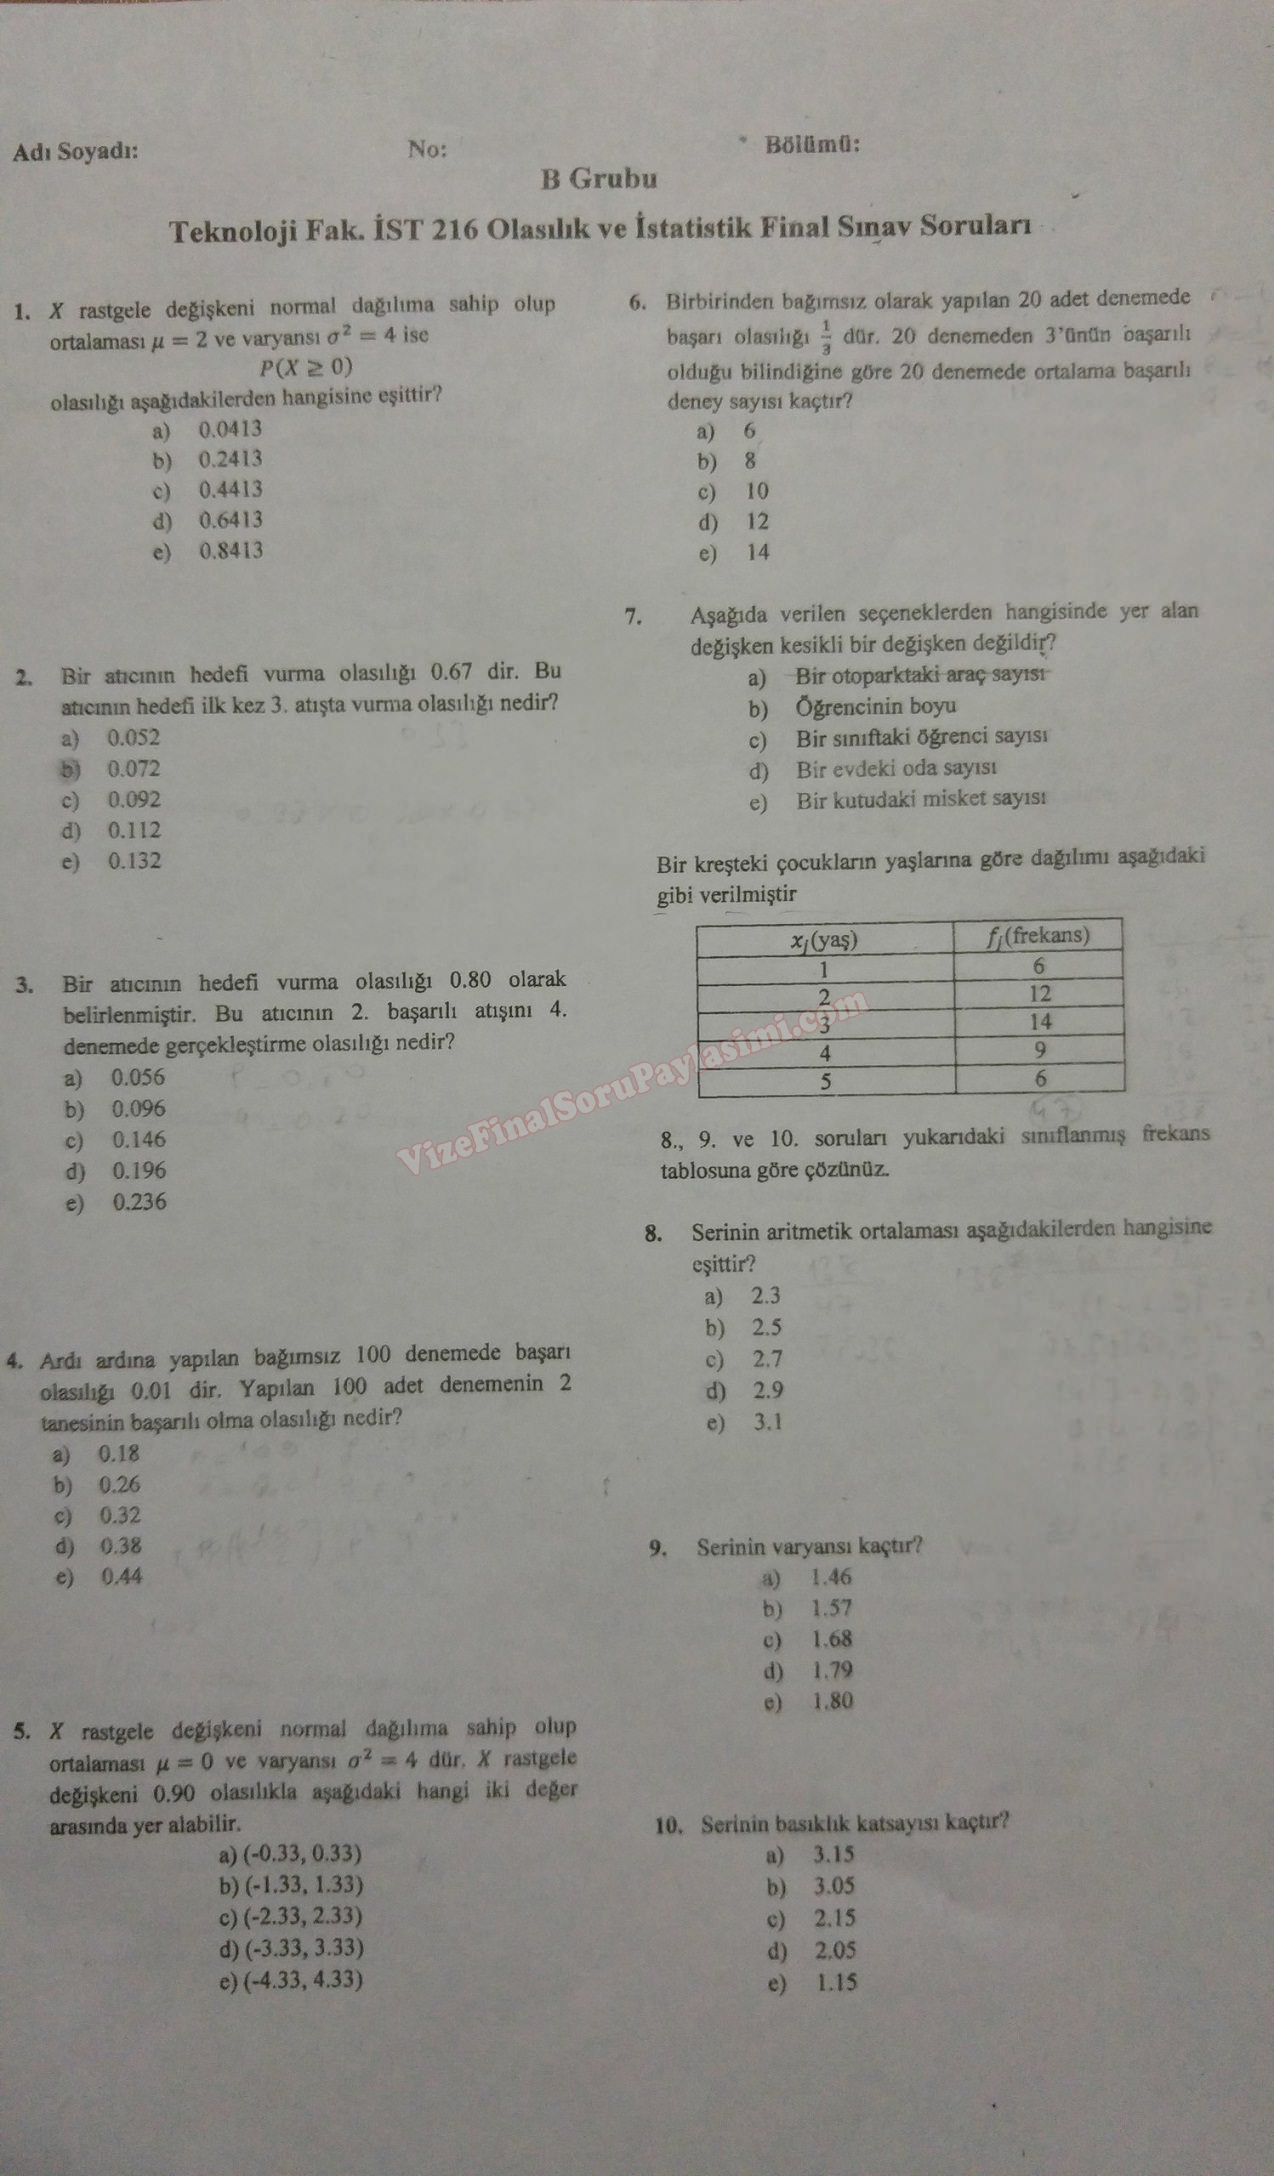 Adı Soyadı:
No:
Bölümü:
B Grubu
Teknoloji Fak. İST 216 Olasılık ve İstatistik Final Sınav Soruları
1. X rastgele değişkeni normal dağılıma sahip olup
ortalaması μ = 2 ve varyansı σ² = 4 ise
P(X ≥ 0)
olasılığı aşağıdakilerden hangisine eşittir?
a) 0.0413
b) 0.2413
c) 0.4413
d) 0.6413
e) 0.8413
2. Bir atıcının hedefi vurma olasılığı 0.67 dir. Bu
atıcının hedefi ilk kez 3. atışta vurma olasılığı nedir?
a) 0.052
b) 0.072
c) 0.092
d) 0.112
e) 0.132
3. Bir atıcının hedefi vurma olasılığı 0.80 olarak
belirlenmiştir. Bu atıcının 2. başarılı atışını 4.
denemede gerçekleştirme olasılığı nedir?
a) 0.056
b) 0.096
c) 0.146
d) 0.196
e) 0.236
4. Ardı ardına yapılan bağımsız 100 denemede başarı
olasılığı 0.01 dir. Yapılan 100 adet denemenin 2
tanesinin başarılı olma olasılığı nedir?
a) 0.18
b) 0.26
c) 0.32
d) 0.38
e) 0.44
5. X rastgele değişkeni normal dağılıma sahip olup
ortalaması μ = 0 ve varyansı σ² = 4 dür. X rastgele
değişkeni 0.90 olasılıkla aşağıdaki hangi iki değer
arasında yer alabilir.
a) (-0.33, 0.33)
b) (-1.33, 1.33)
c) (-2.33, 2.33)
d) (-3.33, 3.33)
e) (-4.33, 4.33)
6. Birbirinden bağımsız olarak yapılan 20 adet denemede
başarı olasılığı 1/3 dür. 20 denemeden 3'ünün başarılı
olduğu bilindiğine göre 20 denemede ortalama başarılı
deney sayısı kaçtır?
a) 6
b) 8
c) 10
d) 12
e) 14
7. Aşağıda verilen seçeneklerden hangisinde yer alan
değişken kesikli bir değişken değildir?
a) Bir otoparktaki araç sayısı
b) Öğrencinin boyu
c) Bir sınıftaki öğrenci sayısı
d) Bir evdeki oda sayısı
e) Bir kutudaki misket sayısı
Bir kreşteki çocukların yaşlarına göre dağılımı aşağıdaki
gibi verilmiştir
xᵢ(yaş) fᵢ(frekans)
1 6
2 12
3 14
4 9
5 6
8., 9. ve 10. soruları yukarıdaki sınıflanmış frekans
tablosuna göre çözünüz.
8. Serinin aritmetik ortalaması aşağıdakilerden hangisine
eşittir?
a) 2.3
b) 2.5
c) 2.7
d) 2.9
e) 3.1
9. Serinin varyansı kaçtır?
a) 1.46
b) 1.57
c) 1.68
d) 1.79
e) 1.80
10. Serinin basıklık katsayısı kaçtır?
a) 3.15
b) 3.05
c) 2.15
d) 2.05
e) 1.15
VizeFinalSoruPaylasimi.com